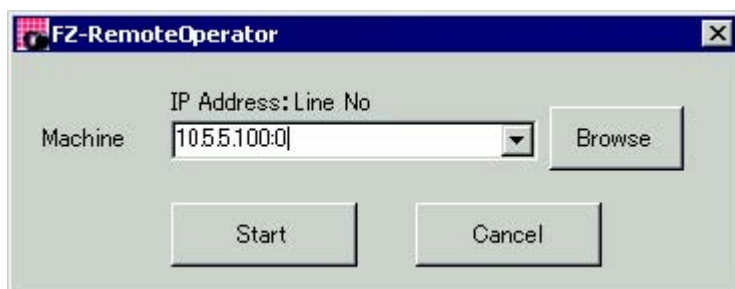 FZ-RemoteOperator
IP Address:Line No
Machine
10.5.5.100:0
Browse
Start
Cancel